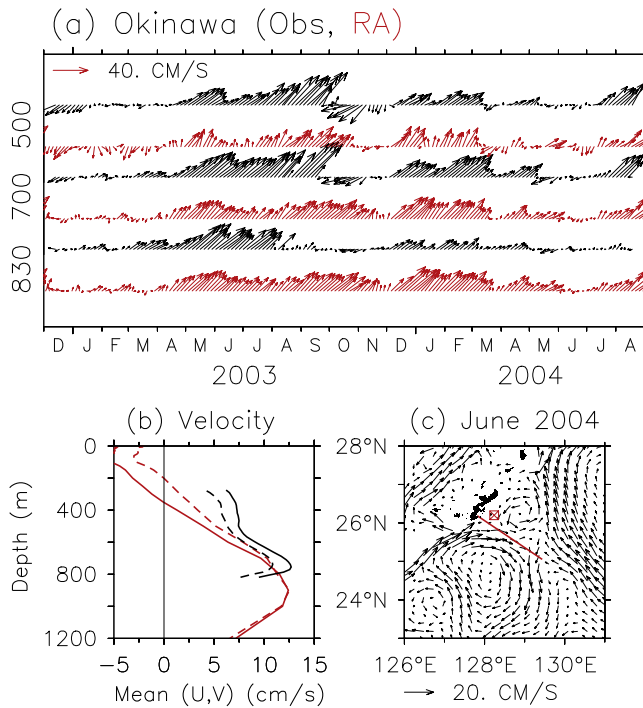 (a) Okinawa (Obs, RA)
40. CM/S
500
700
830
D J F M A M J J A S O N D J F M A M J J A
2003 2004
(b) Velocity
0
400
800
1200
Depth (m)
-5 0 5 10 15
Mean (U,V) (cm/s)
(c) June 2004
28°N
26°N
24°N
126°E 128°E 130°E
20. CM/S